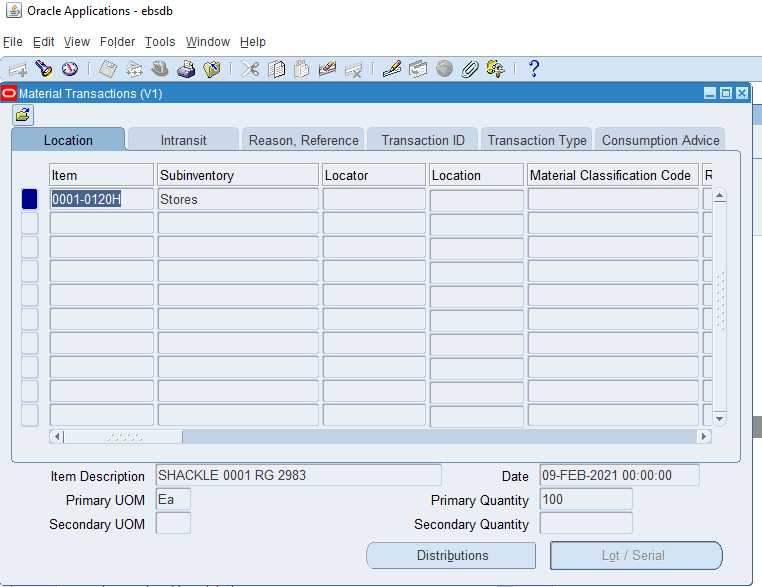 Oracle Applications - ebsdb
File Edit View Folder Tools Window Help
Material Transactions (V1)
Location Intransit Reason, Reference Transaction ID Transaction Type Consumption Advice
Item Subinventory Locator Location Material Classification Code R
0001-0120H Stores
Item Description SHACKLE 0001 RG 2983 Date 09-FEB-2021 00:00:00
Primary UOM Ea Primary Quantity 100
Secondary UOM Secondary Quantity
Distributions Lot / Serial